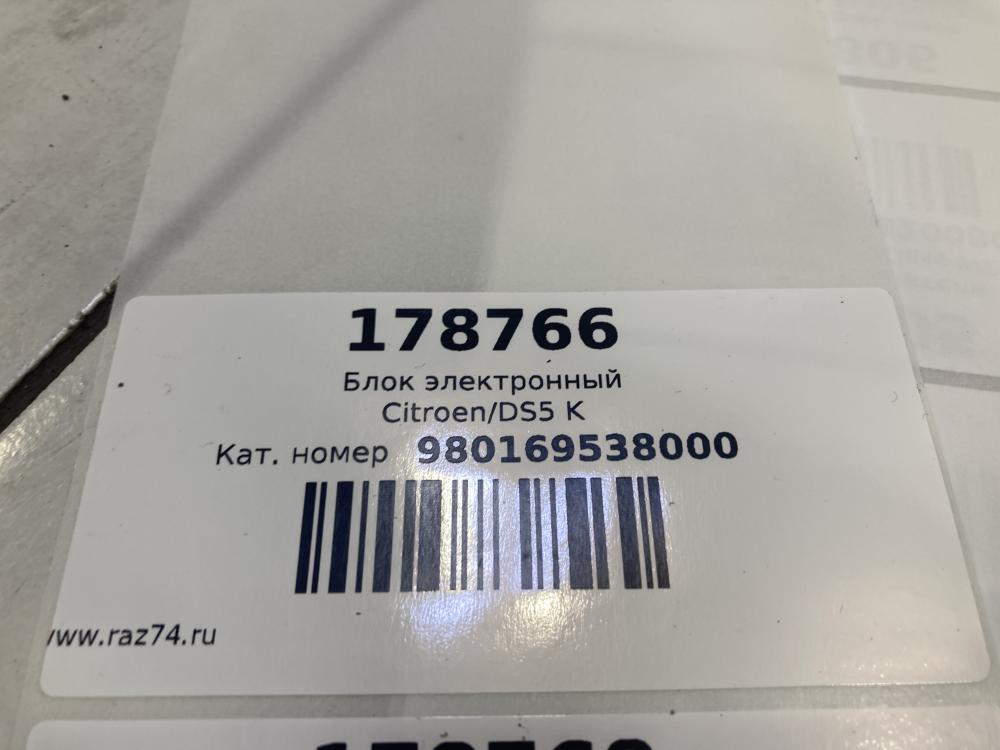 178766
Блок электронный
Citroen/DS5 K
Кат. номер 980169538000
www.raz74.ru